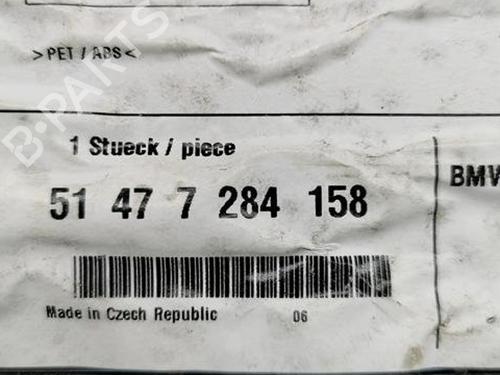 >PET / ABS<
1 Stueck / piece
51 47 7 284 158
BMW
Made in Czech Republic 06
B-PARTS